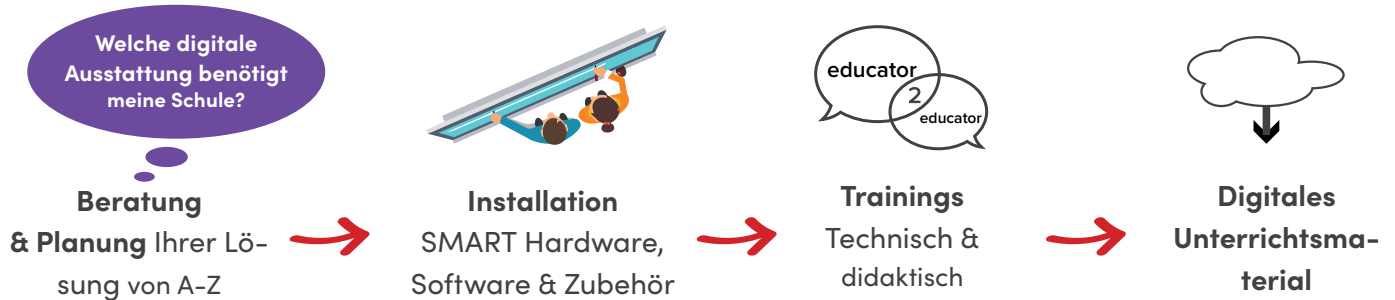 Welche digitale
Ausstattung benötigt
meine Schule?
Beratung
& Planung Ihrer Lö-
sung von A-Z
Installation
SMART Hardware,
Software & Zubehör
educator
2
educator
Trainings
Technisch &
didaktisch
Digitales
Unterrichtsma-
terial